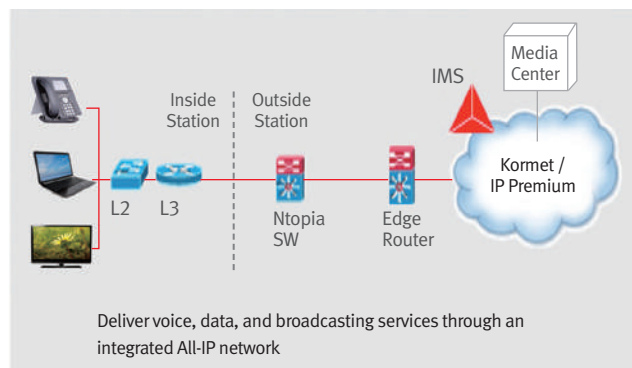 Media
Center
IMS
Inside
Station
Outside
Station
Kormet /
IP Premium
L2
L3
Ntopia
SW
Edge
Router
Deliver voice, data, and broadcasting services through an
integrated All-IP network